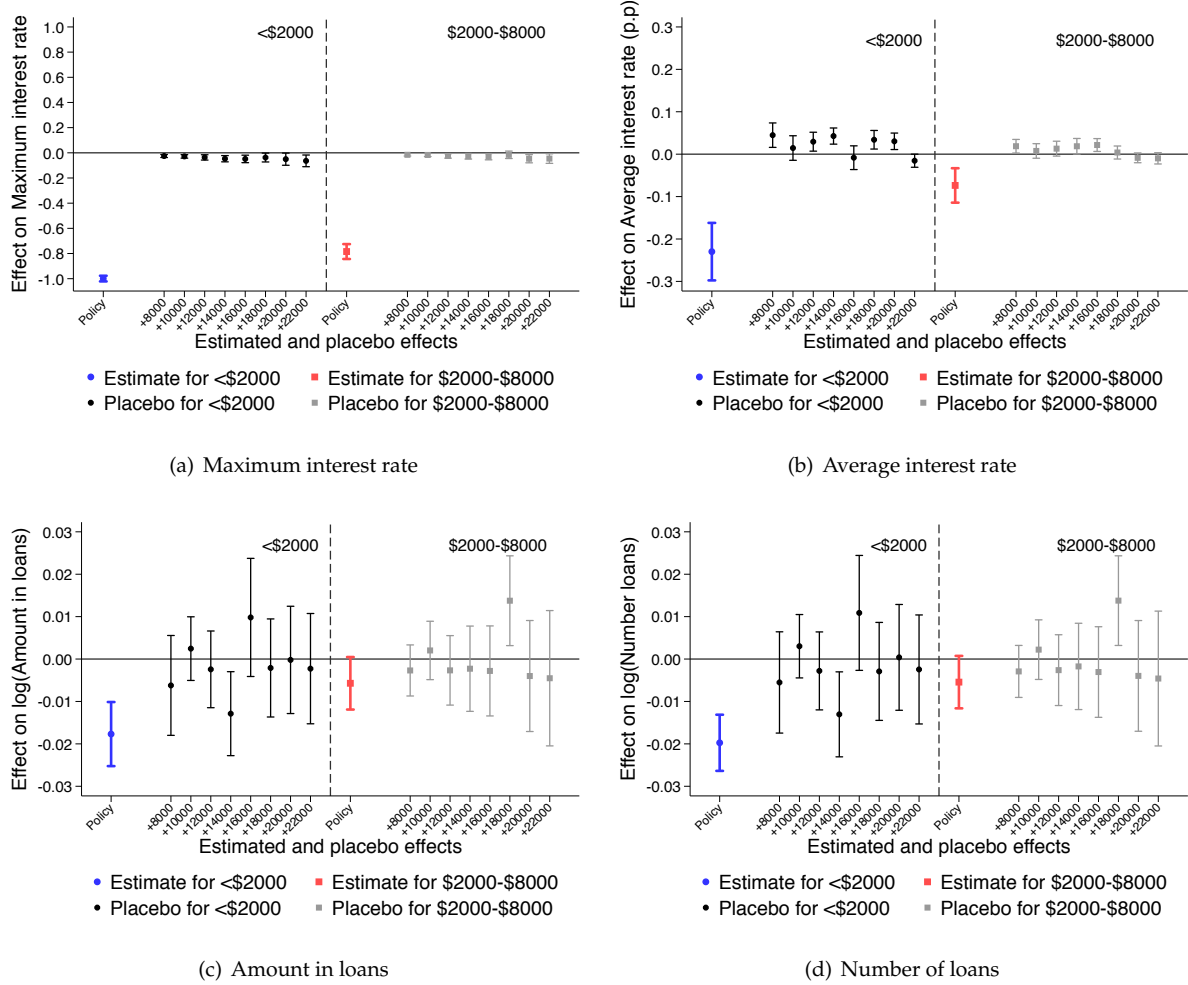 Effect on Maximum interest rate
1.0
0.8
0.6
0.4
0.2
0.0
-0.2
-0.4
-0.6
-0.8
-1.0
<$2000
$2000-$8000
Policy
+8000
+10000
+12000
+14000
+16000
+18000
+20000
+22000
Policy
+8000
+10000
+12000
+14000
+16000
+18000
+20000
+22000
Estimated and placebo effects
Estimate for <$2000
Estimate for $2000-$8000
Placebo for <$2000
Placebo for $2000-$8000
(a) Maximum interest rate
Effect on Average interest rate (p.p)
0.3
0.2
0.1
0.0
-0.1
-0.2
-0.3
<$2000
$2000-$8000
Policy
+8000
+10000
+12000
+14000
+16000
+18000
+20000
+22000
Policy
+8000
+10000
+12000
+14000
+16000
+18000
+20000
+22000
Estimated and placebo effects
Estimate for <$2000
Estimate for $2000-$8000
Placebo for <$2000
Placebo for $2000-$8000
(b) Average interest rate
Effect on log(Amount in loans)
0.03
0.02
0.01
0.00
-0.01
-0.02
-0.03
<$2000
$2000-$8000
Policy
+8000
+10000
+12000
+14000
+16000
+18000
+20000
+22000
Policy
+8000
+10000
+12000
+14000
+16000
+18000
+20000
+22000
Estimated and placebo effects
Estimate for <$2000
Estimate for $2000-$8000
Placebo for <$2000
Placebo for $2000-$8000
(c) Amount in loans
Effect on log(Number loans)
0.03
0.02
0.01
0.00
-0.01
-0.02
-0.03
<$2000
$2000-$8000
Policy
+8000
+10000
+12000
+14000
+16000
+18000
+20000
+22000
Policy
+8000
+10000
+12000
+14000
+16000
+18000
+20000
+22000
Estimated and placebo effects
Estimate for <$2000
Estimate for $2000-$8000
Placebo for <$2000
Placebo for $2000-$8000
(d) Number of loans